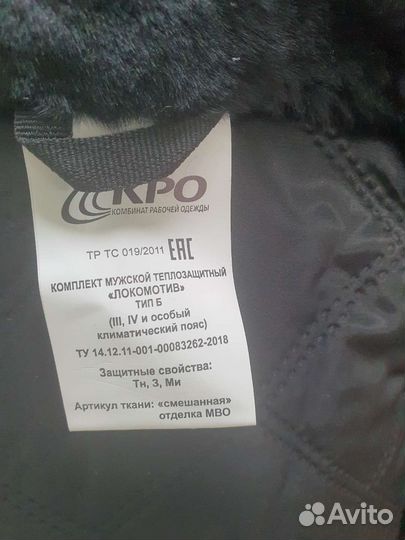 КРО
КОМБИНАТ РАБОЧЕЙ ОДЕЖДЫ
ТР ТС 019/2011 ЕАС
КОМПЛЕКТ МУЖСКОЙ ТЕПЛОЗАЩИТНЫЙ
«ЛОКОМОТИВ»
ТИП Б
(III, IV и особый
климатический пояс)
ТУ 14.12.11-001-00083262-2018
Защитные свойства:
Тн, З, Ми
Артикул ткани: «смешанная»
отделка МВО
Avito